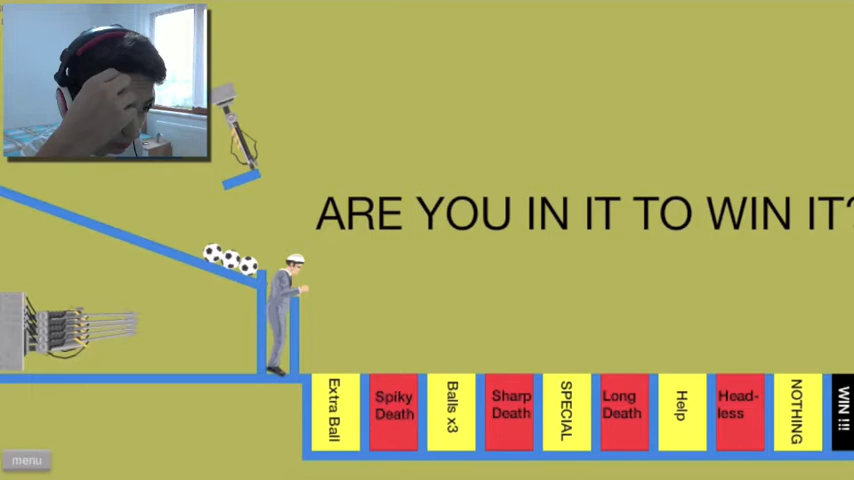 ARE YOU IN IT TO WIN IT?
Extra Ball
Spiky
Death
Balls x3
Sharp
Death
SPECIAL
Long
Death
Help
Head-
less
NOTHING
WIN !!!
menu